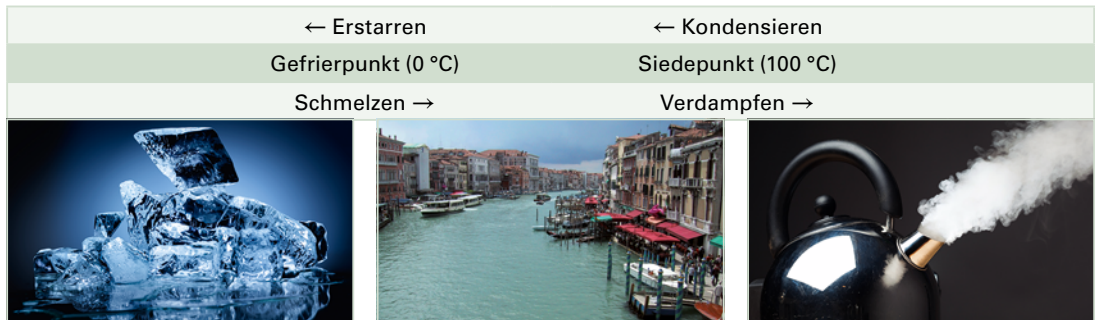 ← Erstarren ← Kondensieren
Gefrierpunkt (0 °C) Siedepunkt (100 °C)
Schmelzen → Verdampfen →